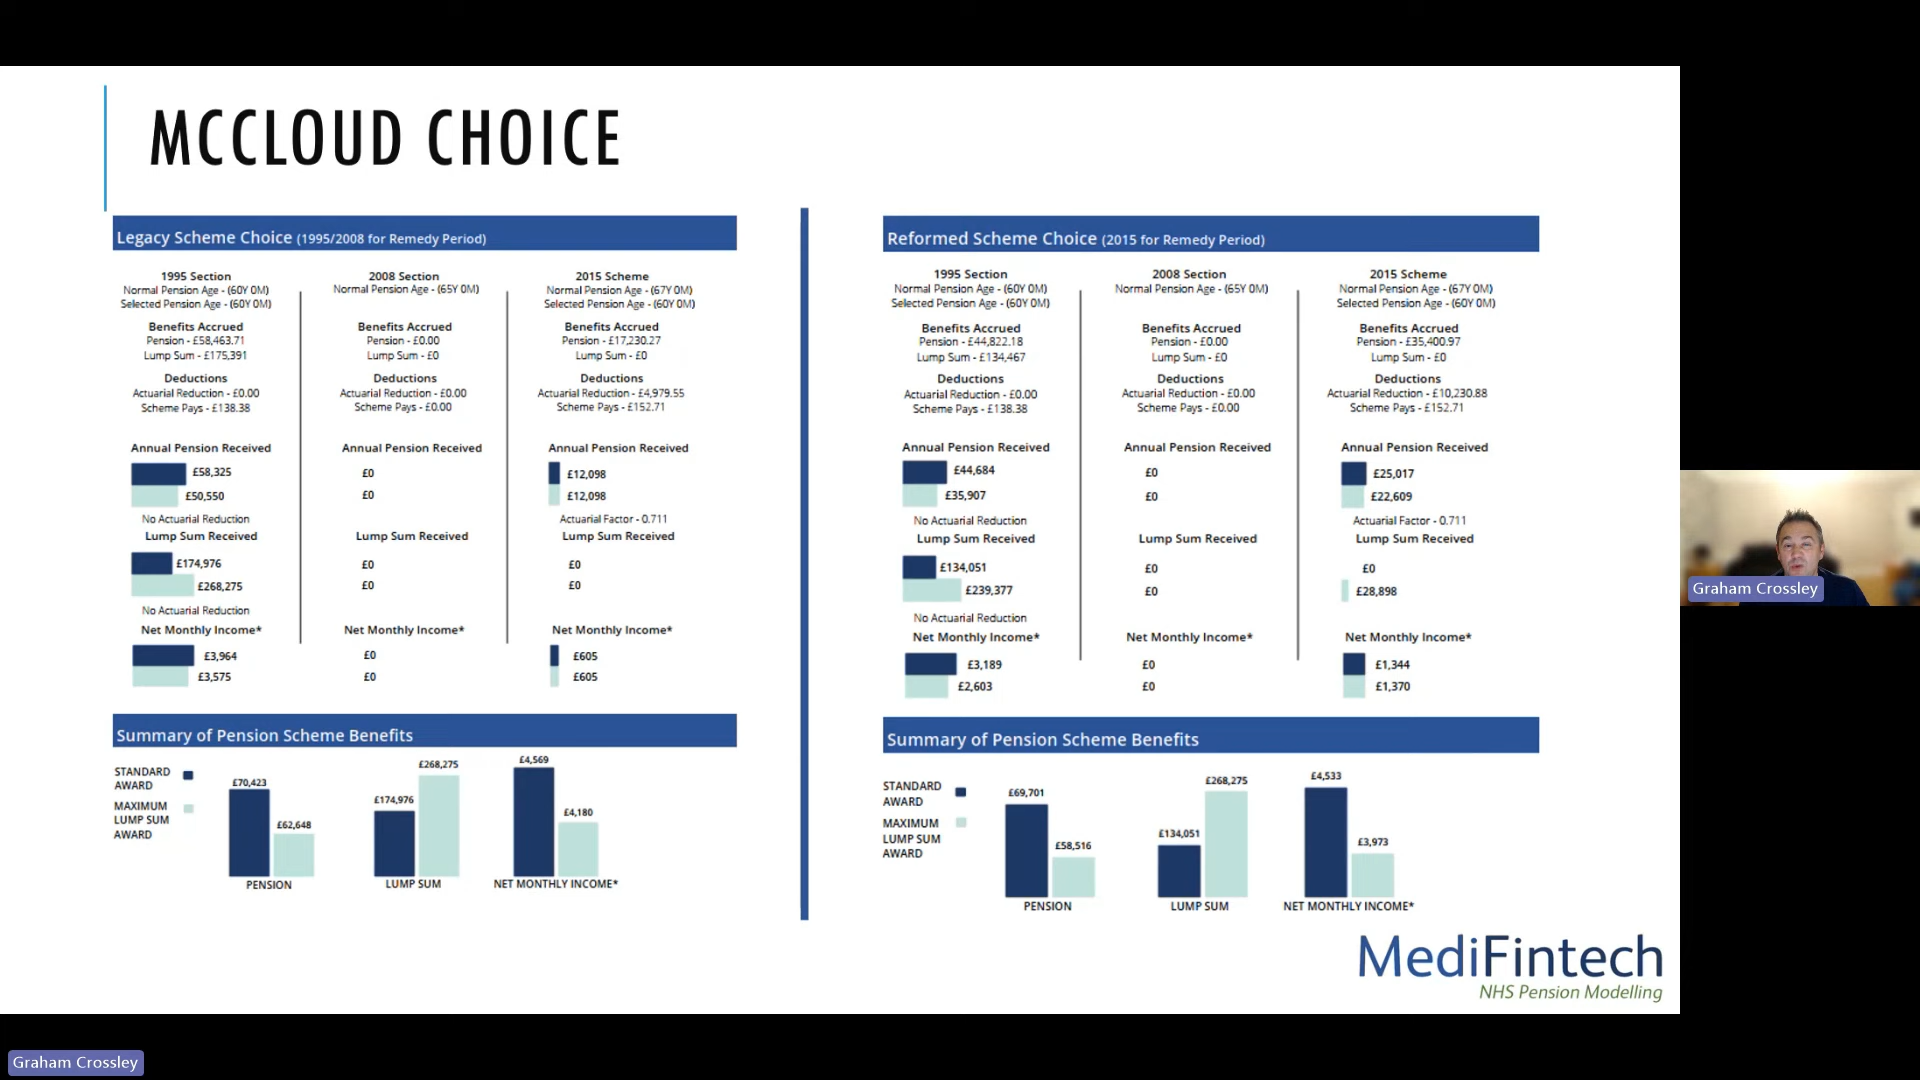 MCCLOUD CHOICE
Legacy Scheme Choice (1995/2008 for Remedy Period)
1995 Section
Normal Pension Age - (60Y 0M)
Selected Pension Age - (60Y 0M)
Benefits Accrued
Pension - £58,463.71
Lump Sum - £175,391
Deductions
Actuarial Reduction - £0.00
Scheme Pays - £138.38
Annual Pension Received
£58,325
£50,550
No Actuarial Reduction
Lump Sum Received
£174,976
£268,275
No Actuarial Reduction
Net Monthly Income*
£3,964
£3,575
2008 Section
Normal Pension Age - (65Y 0M)
Benefits Accrued
Pension - £0.00
Lump Sum - £0
Deductions
Actuarial Reduction - £0.00
Scheme Pays - £0.00
Annual Pension Received
£0
£0
Lump Sum Received
£0
£0
Net Monthly Income*
£0
£0
2015 Scheme
Normal Pension Age - (67Y 0M)
Selected Pension Age - (60Y 0M)
Benefits Accrued
Pension - £17,230.27
Lump Sum - £0
Deductions
Actuarial Reduction - £4,979.55
Scheme Pays - £152.71
Annual Pension Received
£12,098
£12,098
Actuarial Factor - 0.711
Lump Sum Received
£0
£0
Net Monthly Income*
£605
£605
Summary of Pension Scheme Benefits
STANDARD
AWARD
MAXIMUM
LUMP SUM
AWARD
£70,423
£62,648
PENSION
£174,976
£268,275
LUMP SUM
£4,569
£4,180
NET MONTHLY INCOME*
Reformed Scheme Choice (2015 for Remedy Period)
1995 Section
Normal Pension Age - (60Y 0M)
Selected Pension Age - (60Y 0M)
Benefits Accrued
Pension - £44,822.18
Lump Sum - £134,467
Deductions
Actuarial Reduction - £0.00
Scheme Pays - £138.38
Annual Pension Received
£44,684
£35,907
No Actuarial Reduction
Lump Sum Received
£134,051
£239,377
No Actuarial Reduction
Net Monthly Income*
£3,189
£2,603
2008 Section
Normal Pension Age - (65Y 0M)
Benefits Accrued
Pension - £0.00
Lump Sum - £0
Deductions
Actuarial Reduction - £0.00
Scheme Pays - £0.00
Annual Pension Received
£0
£0
Lump Sum Received
£0
£0
Net Monthly Income*
£0
£0
2015 Scheme
Normal Pension Age - (67Y 0M)
Selected Pension Age - (60Y 0M)
Benefits Accrued
Pension - £35,400.97
Lump Sum - £0
Deductions
Actuarial Reduction - £10,230.88
Scheme Pays - £152.71
Annual Pension Received
£25,017
£22,609
Actuarial Factor - 0.711
Lump Sum Received
£0
£28,898
Net Monthly Income*
£1,344
£1,370
Summary of Pension Scheme Benefits
STANDARD
AWARD
MAXIMUM
LUMP SUM
AWARD
£69,701
£58,516
PENSION
£134,051
£268,275
LUMP SUM
£4,533
£3,973
NET MONTHLY INCOME*
MediFintech
NHS Pension Modelling
Graham Crossley
Graham Crossley